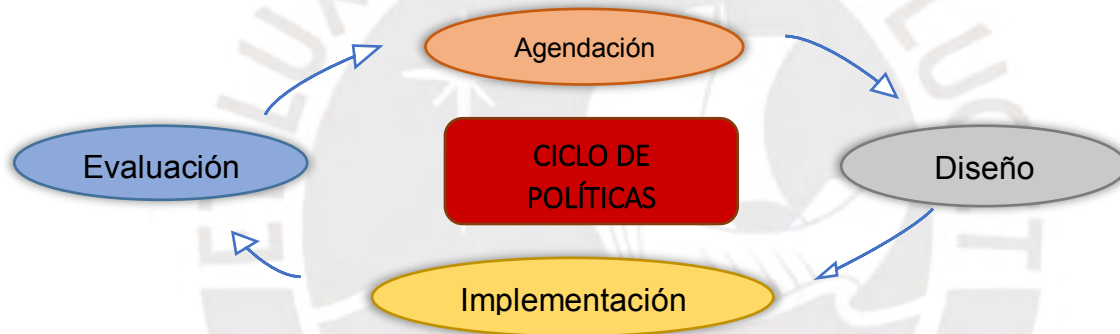 Agendación
Evaluación
CICLO DE
POLÍTICAS
Diseño
Implementación